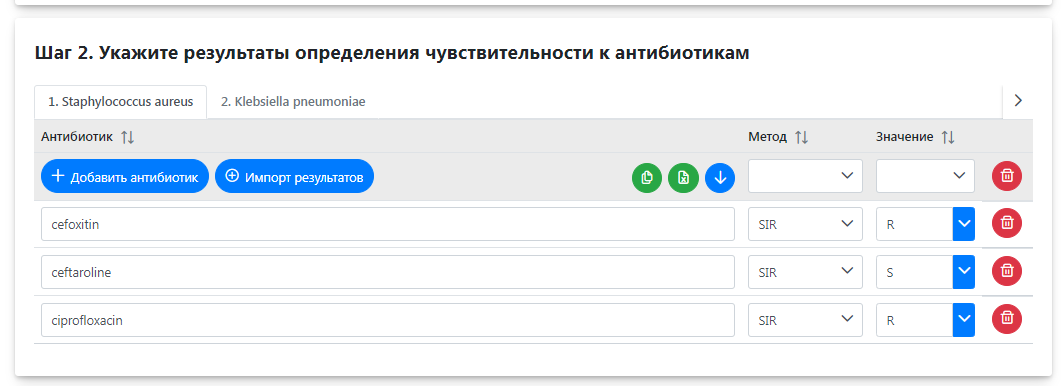 Шаг 2. Укажите результаты определения чувствительности к антибиотикам
1. Staphylococcus aureus 2. Klebsiella pneumoniae
Антибиотик Метод Значение
Добавить антибиотик Импорт результатов
cefoxitin SIR R
ceftaroline SIR S
ciprofloxacin SIR R